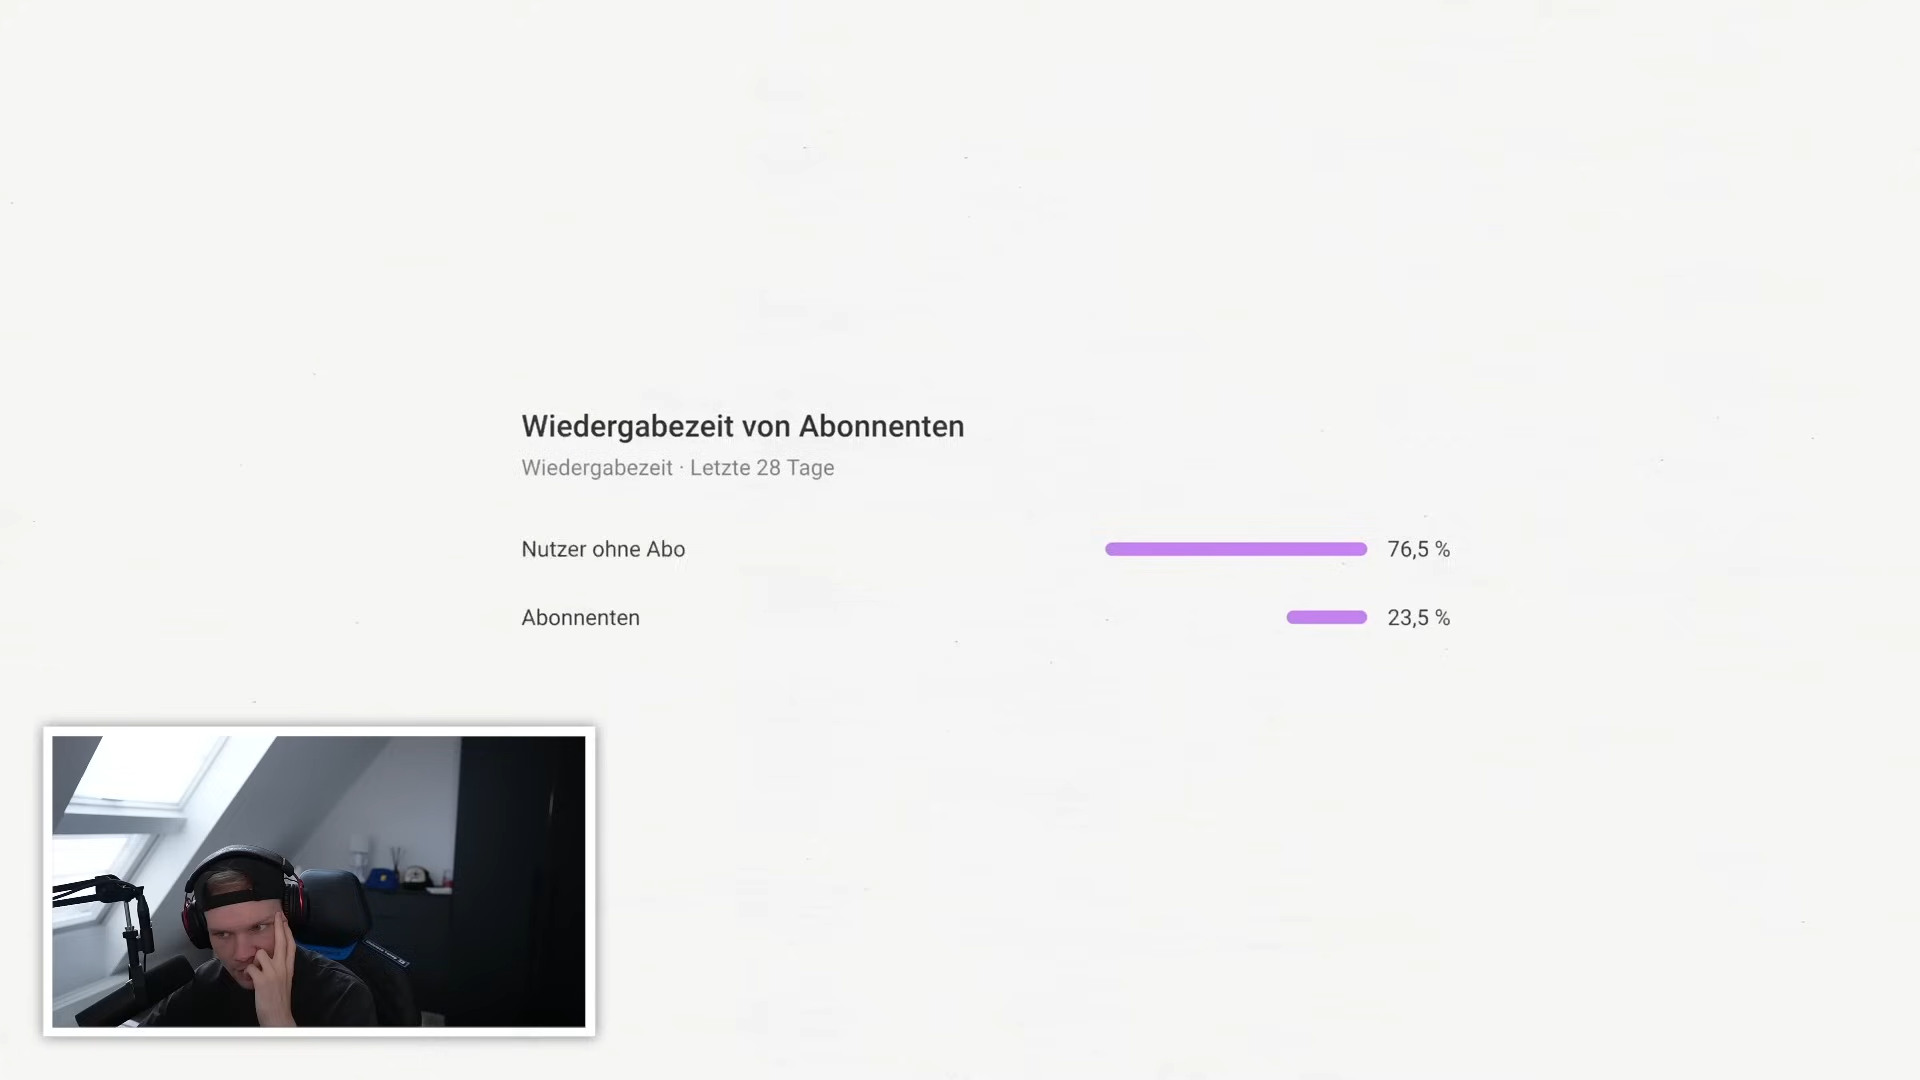 Wiedergabezeit von Abonnenten
Wiedergabezeit · Letzte 28 Tage
Nutzer ohne Abo 76,5 %
Abonnenten 23,5 %